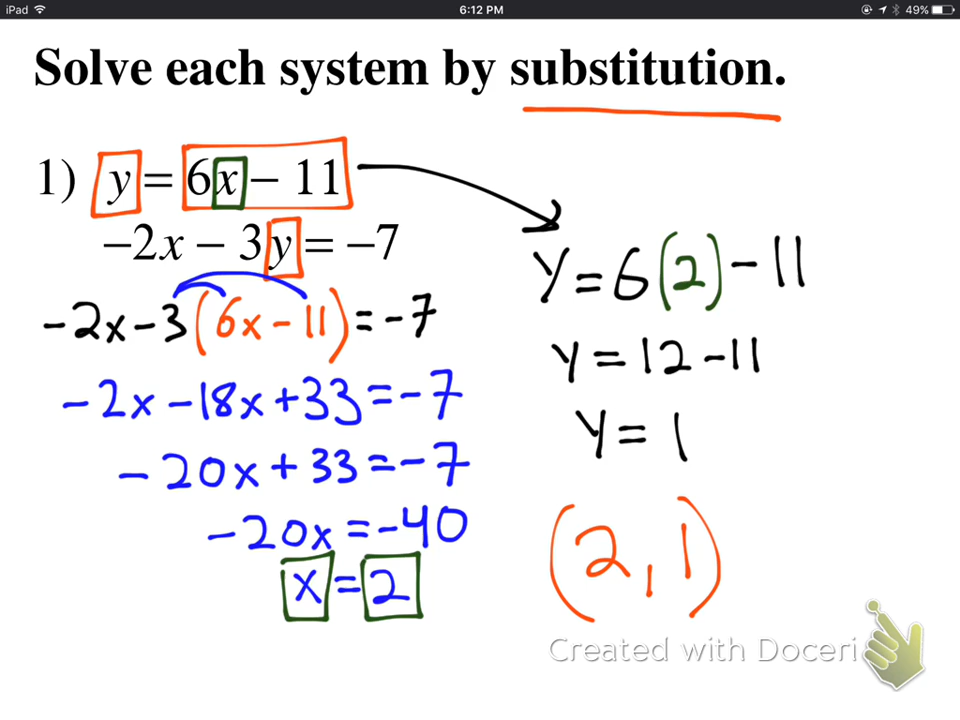 iPad 6:12 PM 49%
Solve each system by substitution.
1) y = 6x − 11
−2x − 3y = −7
-2x-3(6x-11)=-7
-2x-18x+33=-7
-20x+33=-7
-20x=-40
x=2
y=6(2)-11
y=12-11
y=1
(2,1)
Created with Doceri